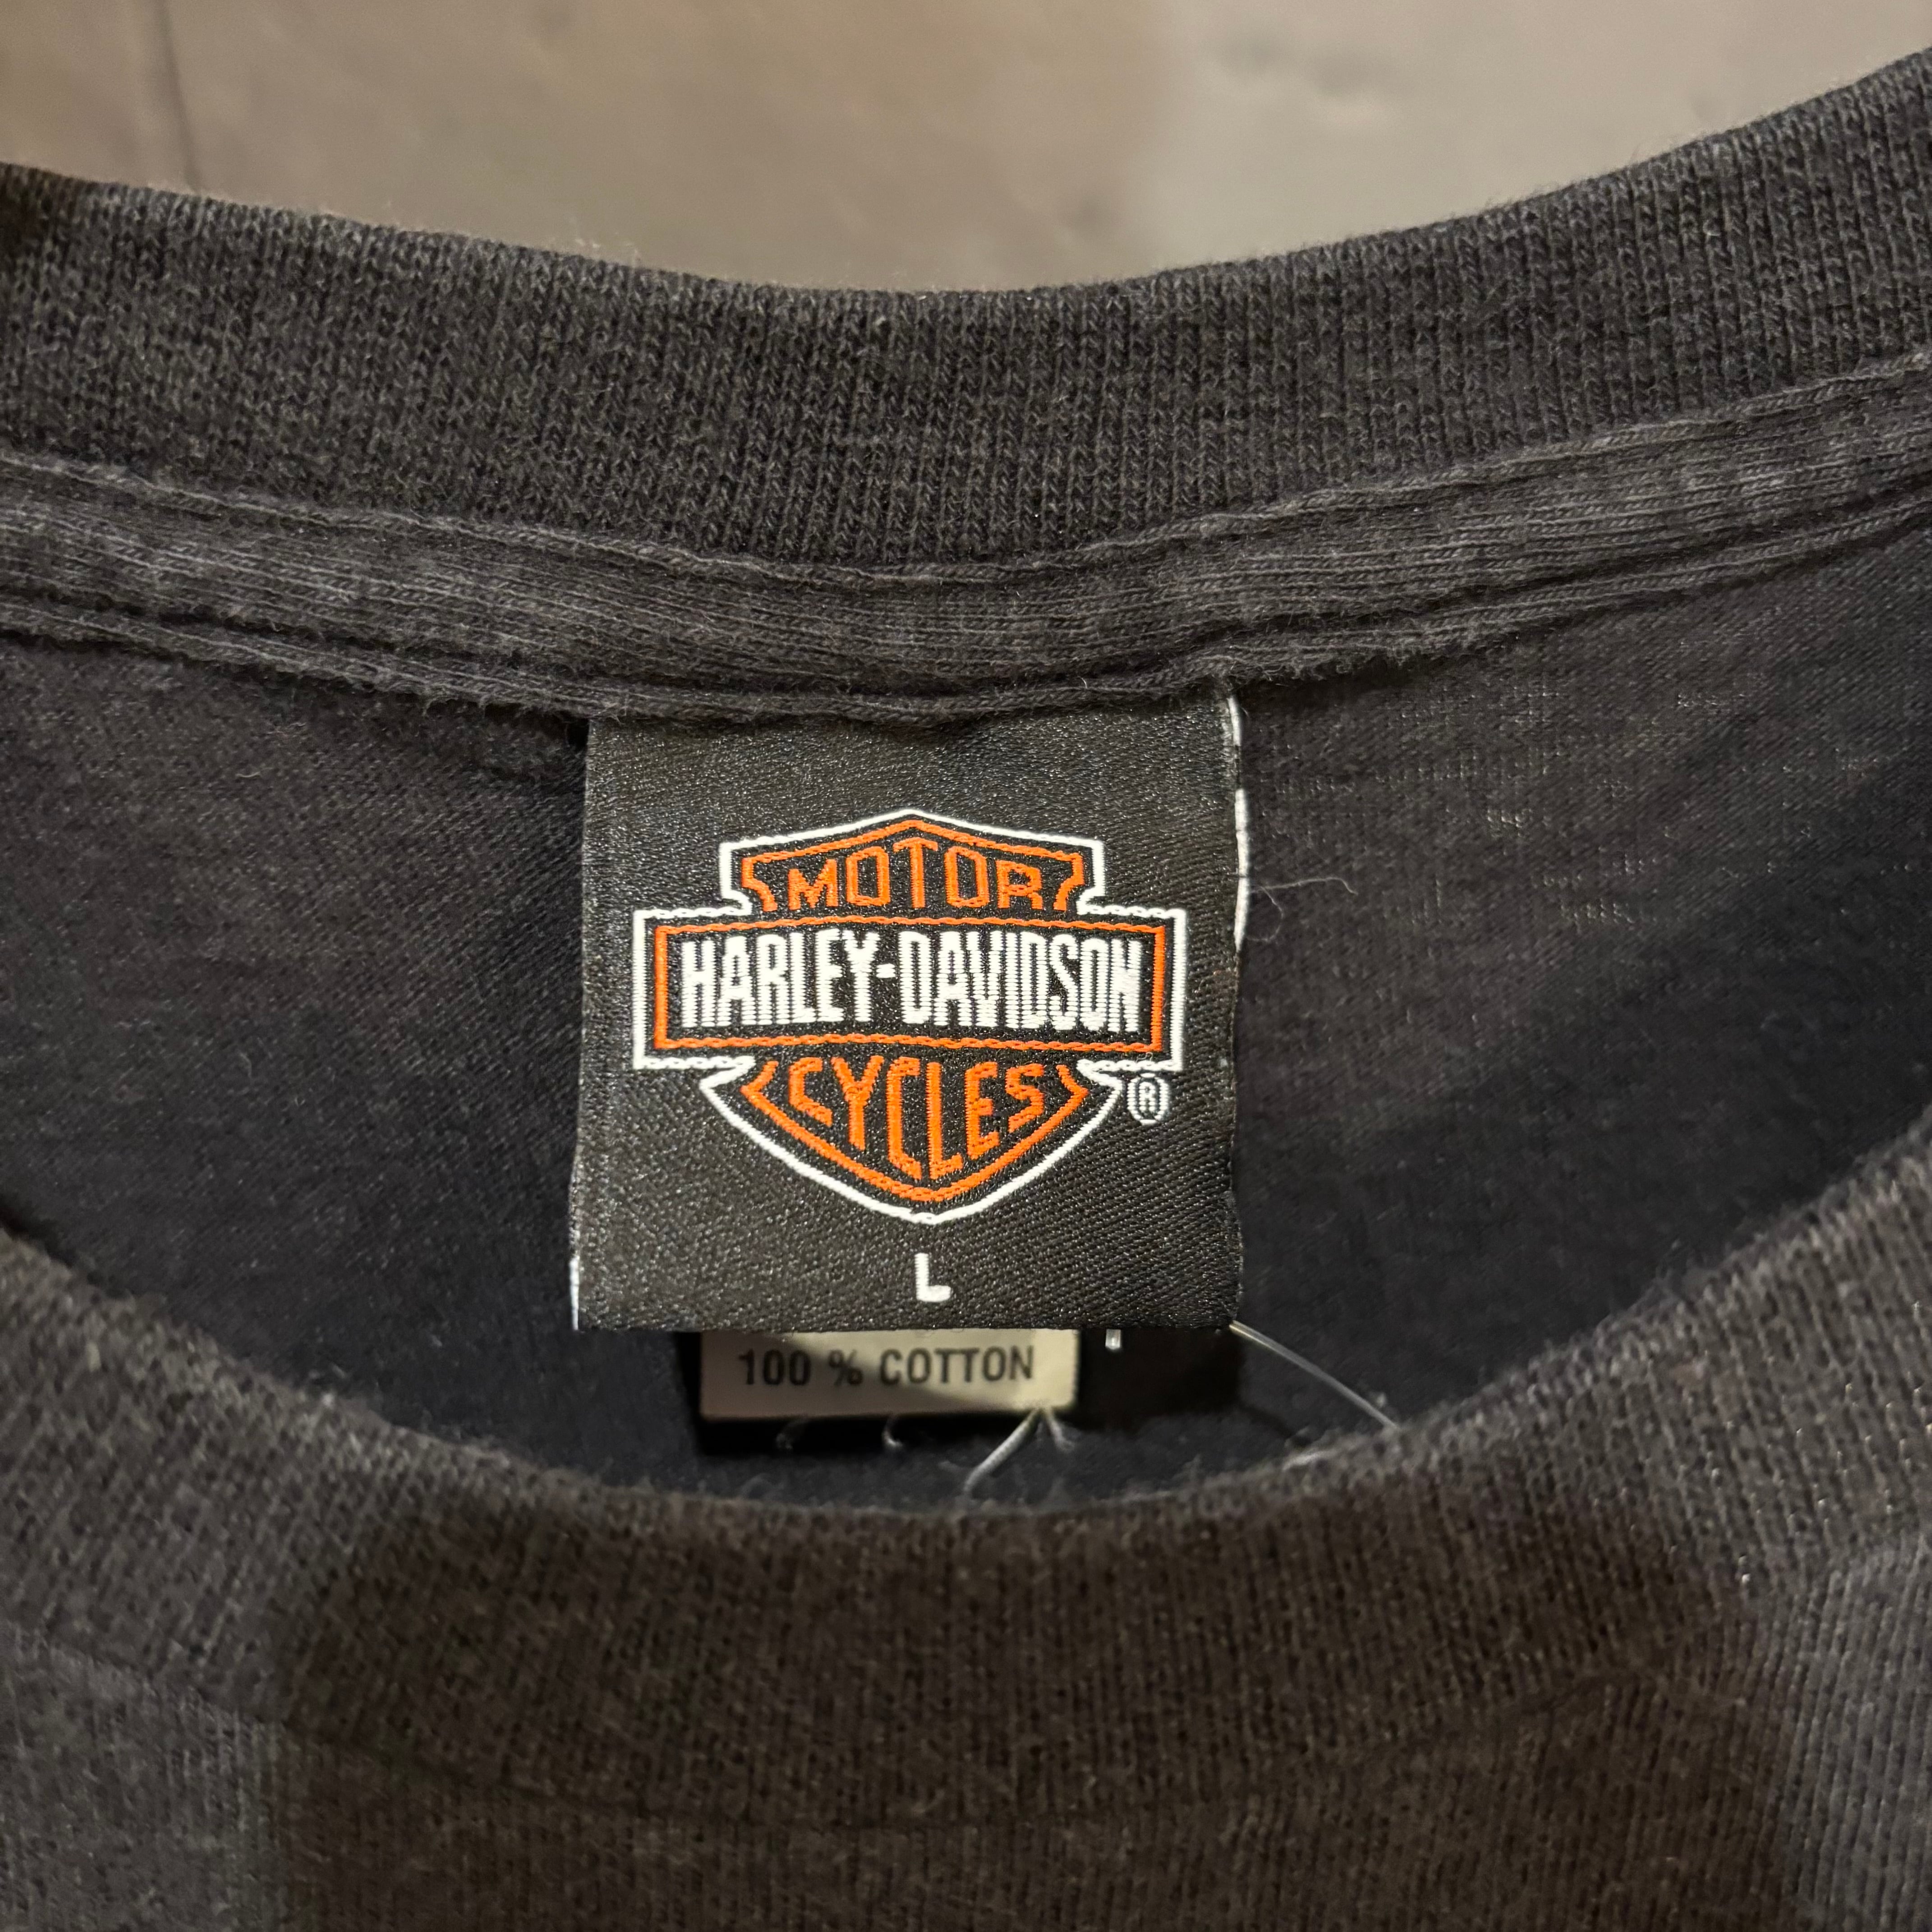 MOTOR
HARLEY-DAVIDSON
CYCLES
®
L
100 % COTTON